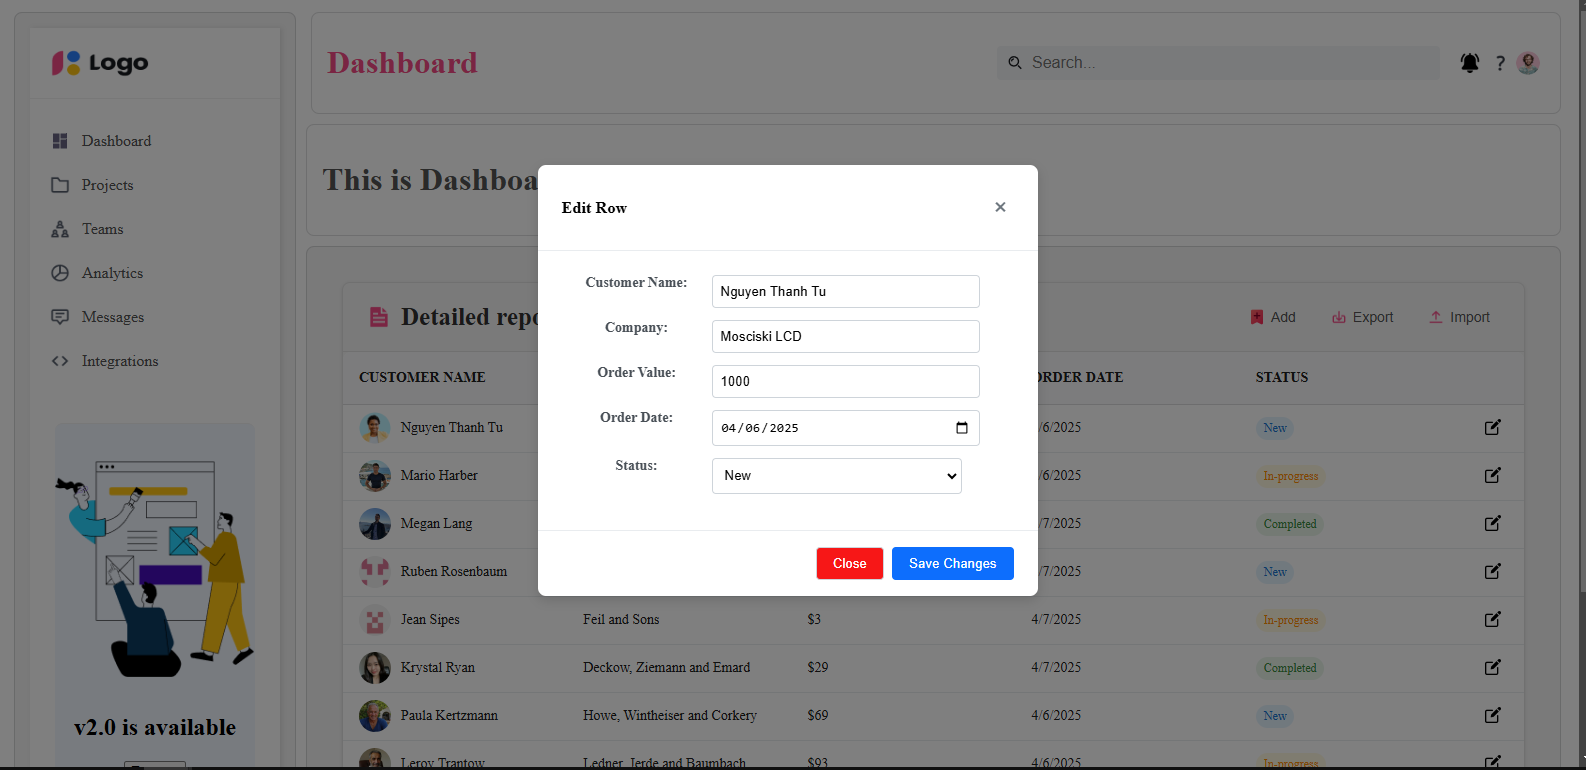 Logo
Dashboard
Search...
?
Dashboard
Projects
Teams
Analytics
Messages
Integrations
v2.0 is available
This is Dashboa
Detailed repo
Add
Export
Import
CUSTOMER NAME
ORDER DATE
STATUS
Nguyen Thanh Tu
/6/2025
New
Mario Harber
/6/2025
In-progress
Megan Lang
/7/2025
Completed
Ruben Rosenbaum
/7/2025
New
Jean Sipes
Feil and Sons
$3
4/7/2025
In-progress
Krystal Ryan
Deckow, Ziemann and Emard
$29
4/7/2025
Completed
Paula Kertzmann
Howe, Wintheiser and Corkery
$69
4/6/2025
New
Leroy Trantow
Ledner, Jerde and Baumbach
$93
4/6/2025
In-progress
Edit Row
×
Customer Name:
Nguyen Thanh Tu
Company:
Mosciski LCD
Order Value:
1000
Order Date:
04/06/2025
Status:
New
Close
Save Changes